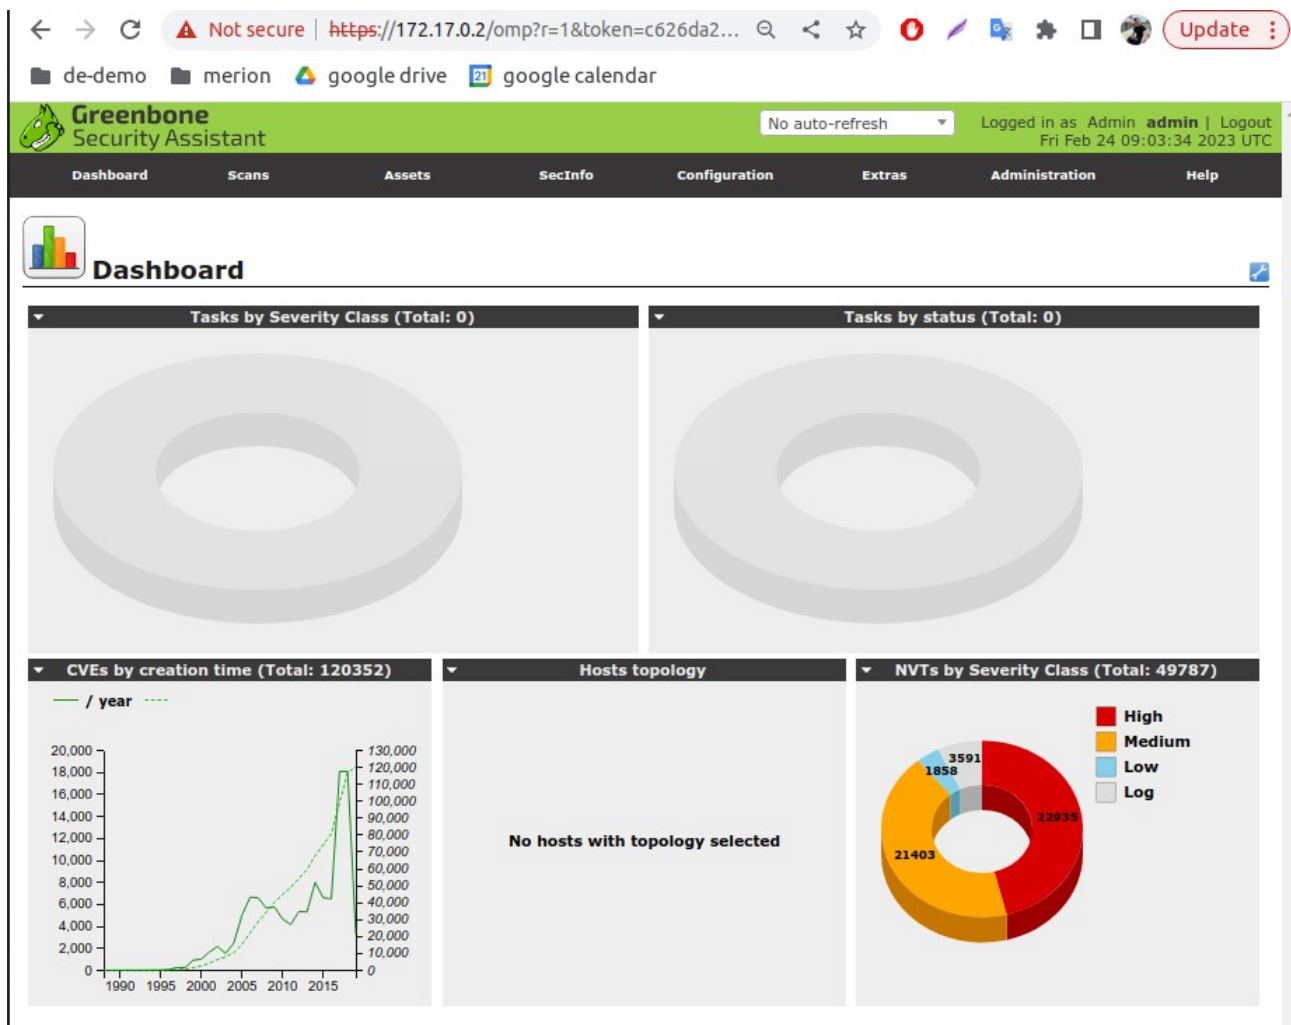 Not secure | https://172.17.0.2/omp?r=1&token=c626da2...
Update
de-demo merion google drive 21 google calendar
Greenbone
Security Assistant
No auto-refresh
Logged in as Admin admin | Logout
Fri Feb 24 09:03:34 2023 UTC
Dashboard Scans Assets SecInfo Configuration Extras Administration Help
Dashboard
Tasks by Severity Class (Total: 0)
Tasks by status (Total: 0)
CVEs by creation time (Total: 120352)
/ year
20,000
18,000
16,000
14,000
12,000
10,000
8,000
6,000
4,000
2,000
0
130,000
120,000
110,000
100,000
90,000
80,000
70,000
60,000
50,000
40,000
30,000
20,000
10,000
0
1990 1995 2000 2005 2010 2015
Hosts topology
No hosts with topology selected
NVTs by Severity Class (Total: 49787)
High
Medium
Low
Log
3591
1858
22935
21403